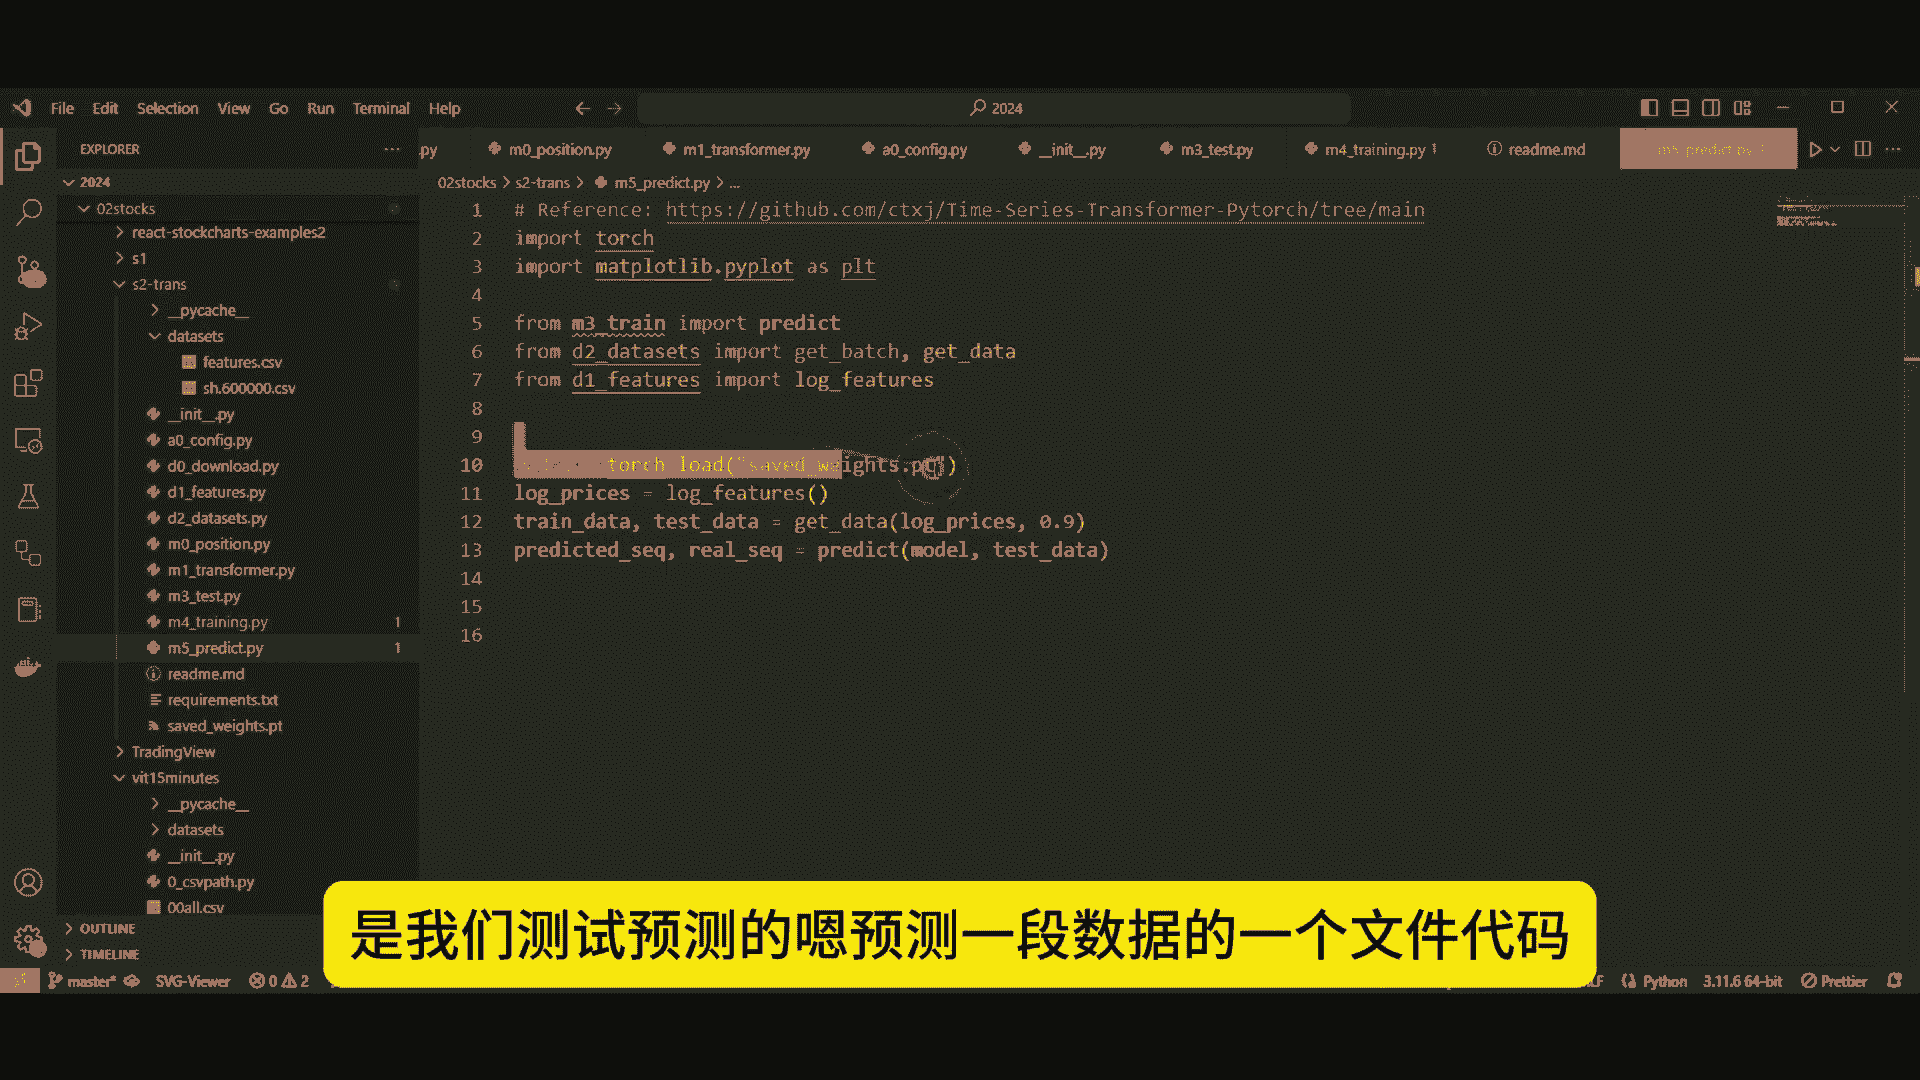 File Edit Selection View Go Run Terminal Help
2024
EXPLORER
.py
m0_position.py
m1_transformer.py
a0_config.py
__init__.py
m3_test.py
m4_training.py 1
readme.md
m5_predict.py 1
2024
02stocks
react-stockcharts-examples2
s1
s2-trans
__pycache__
datasets
features.csv
sh.600000.csv
__init__.py
a0_config.py
d0_download.py
d1_features.py
d2_datasets.py
m0_position.py
m1_transformer.py
m3_test.py
m4_training.py 1
m5_predict.py 1
readme.md
requirements.txt
saved_weights.pt
TradingView
vit15minutes
__pycache__
datasets
__init__.py
0_csvpath.py
00all.csv
OUTLINE
TIMELINE
02stocks > s2-trans > m5_predict.py > ...
1 # Reference: https://github.com/ctxj/Time-Series-Transformer-Pytorch/tree/main
2 import torch
3 import matplotlib.pyplot as plt
4
5 from m3_train import predict
6 from d2_datasets import get_batch, get_data
7 from d1_features import log_features
8
9
10 torch load("saved_weights.pt")
11 log_prices = log_features()
12 train_data, test_data = get_data(log_prices, 0.9)
13 predicted_seq, real_seq = predict(model, test_data)
14
15
16
是我们测试预测的嗯预测一段数据的一个文件代码
master* SVG-Viewer 0 2
Python 3.11.6 64-bit Prettier